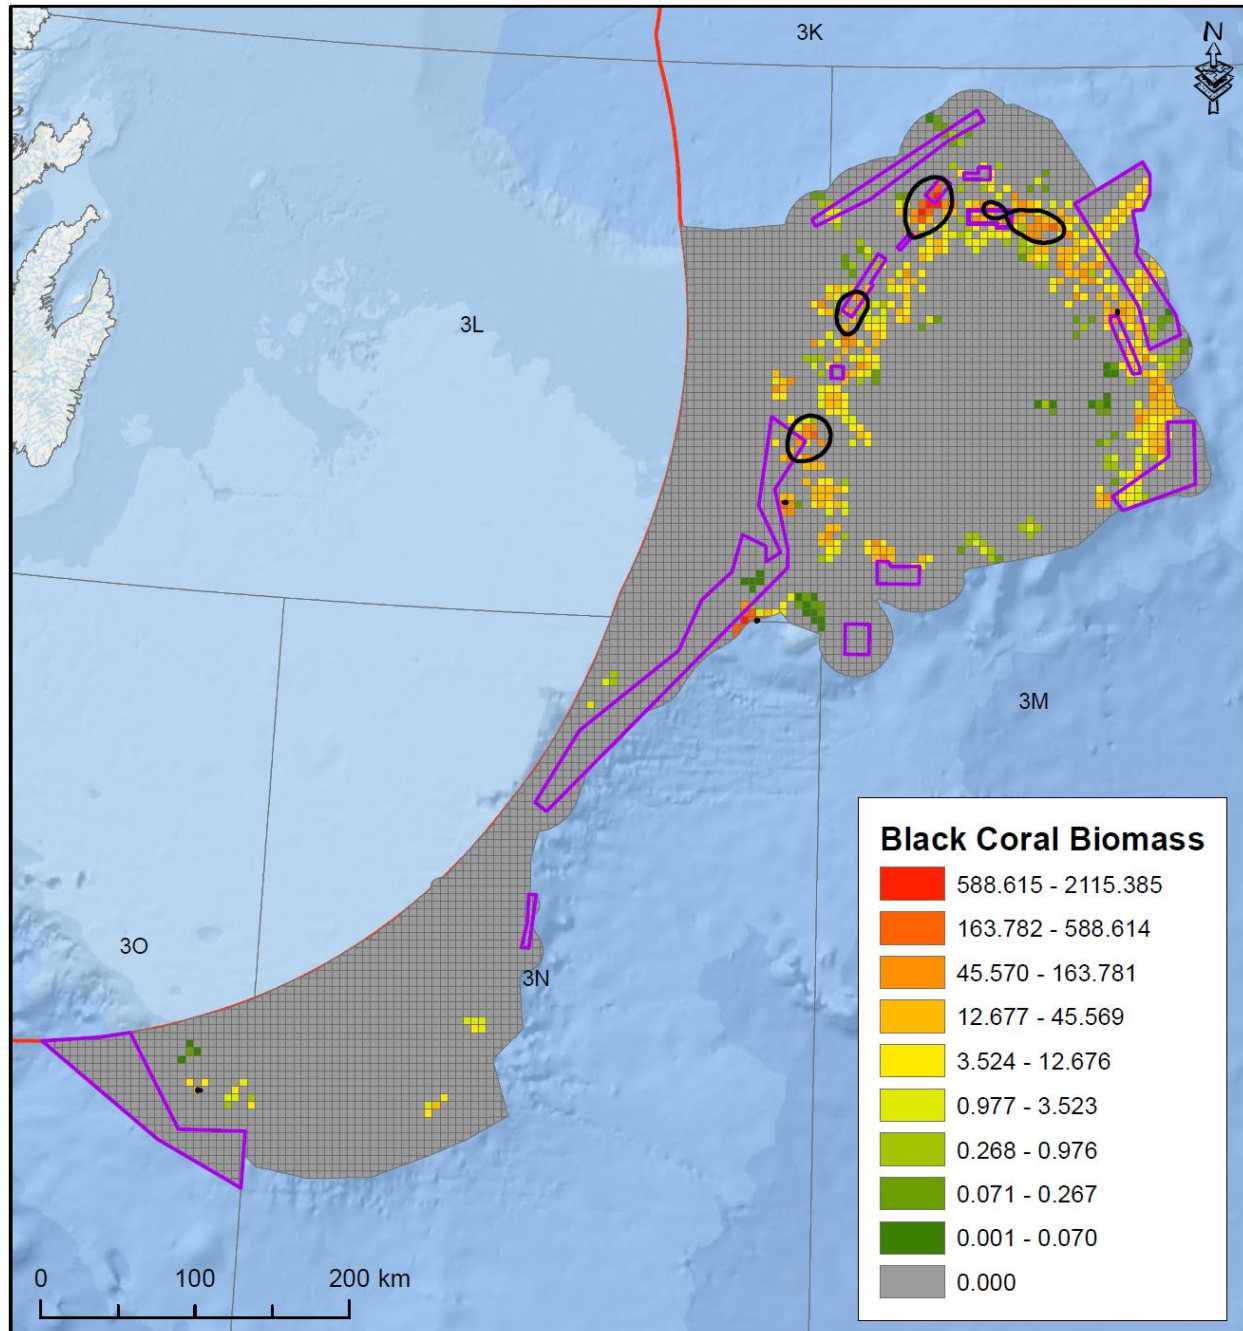 3K
N
3L
3M
3O
3N
Black Coral Biomass
588.615 - 2115.385
163.782 - 588.614
45.570 - 163.781
12.677 - 45.569
3.524 - 12.676
0.977 - 3.523
0.268 - 0.976
0.071 - 0.267
0.001 - 0.070
0.000
0 100 200 km